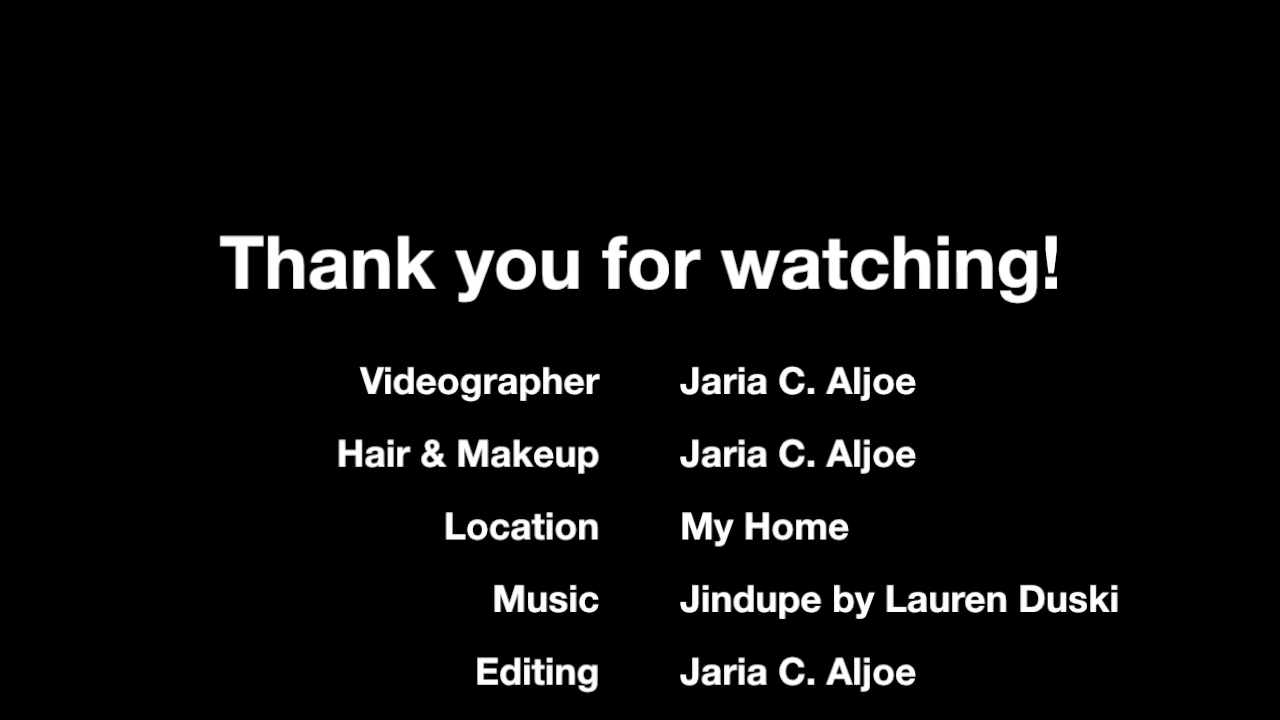 Thank you for watching!
Videographer Jaria C. Aljoe
Hair & Makeup Jaria C. Aljoe
Location My Home
Music Jindupe by Lauren Duski
Editing Jaria C. Aljoe